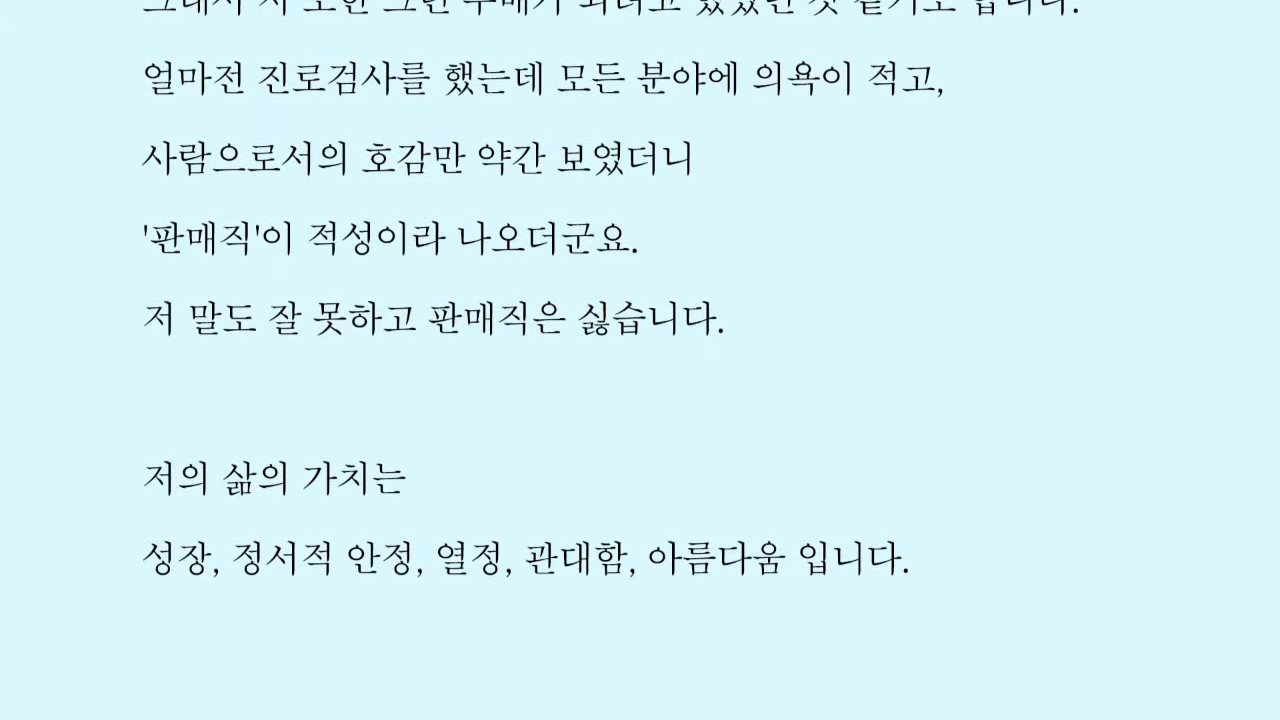 얼마전 진로검사를 했는데 모든 분야에 의욕이 적고,
사람으로서의 호감만 약간 보였더니
'판매직'이 적성이라 나오더군요.
저 말도 잘 못하고 판매직은 싫습니다.
저의 삶의 가치는
성장, 정서적 안정, 열정, 관대함, 아름다움 입니다.